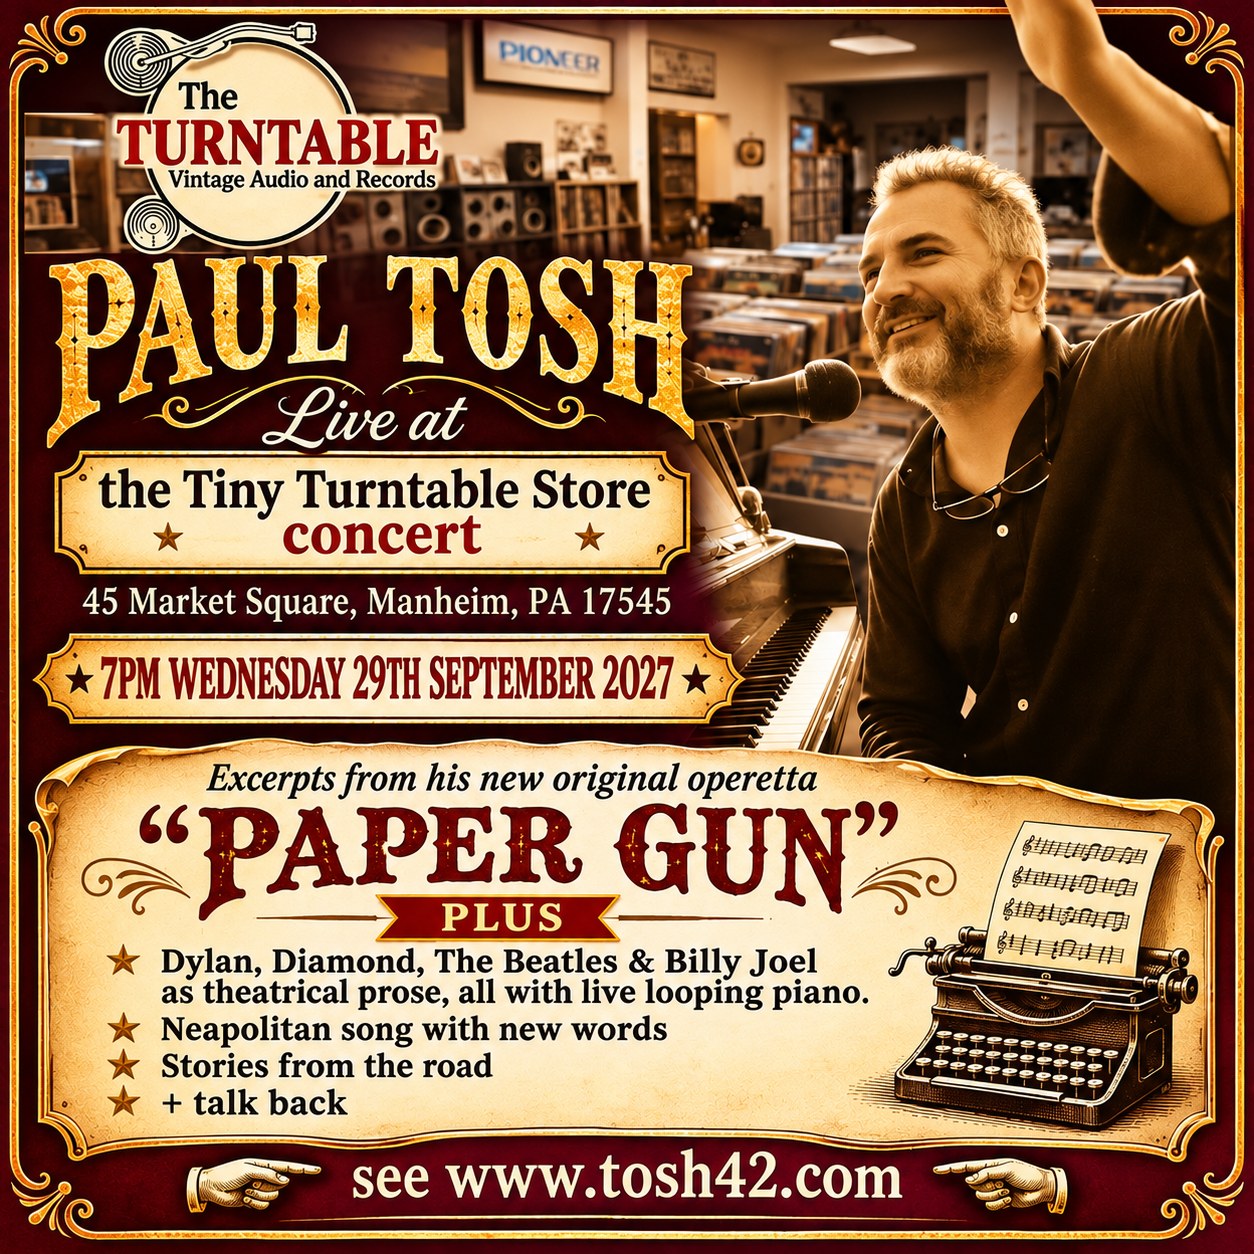 The
TURNTABLE
Vintage Audio and Records
PIONEER
PAUL TOSH
Live at
the Tiny Turntable Store
concert
45 Market Square, Manheim, PA 17545
7PM WEDNESDAY 29TH SEPTEMBER 2027
Excerpts from his new original operetta
“PAPER GUN”
PLUS
Dylan, Diamond, The Beatles & Billy Joel
as theatrical prose, all with live looping piano.
Neapolitan song with new words
Stories from the road
+ talk back
see www.tosh42.com